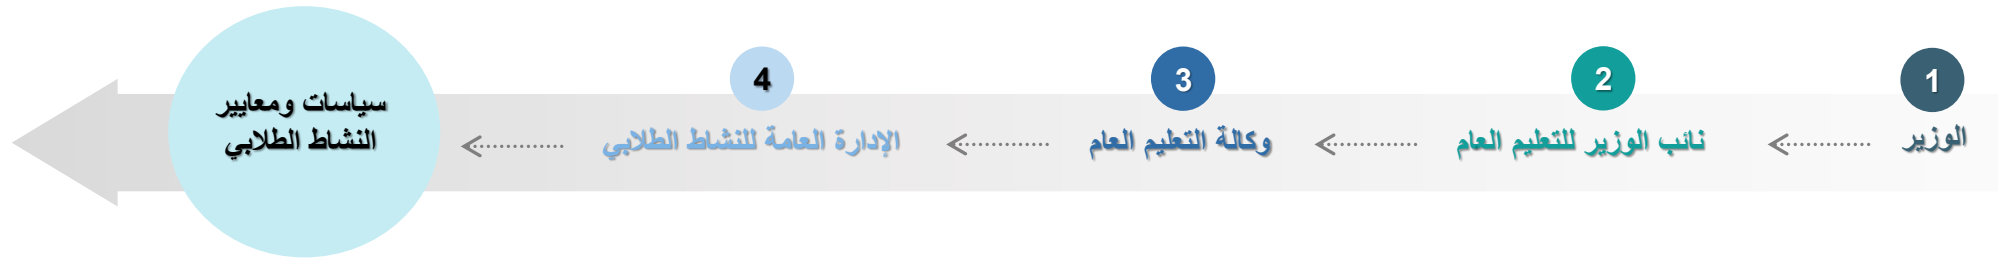 1
الوزير
2
نائب الوزير للتعليم العام
3
وكالة التعليم العام
4
الإدارة العامة للنشاط الطلابي
سياسات ومعايير
النشاط الطلابي